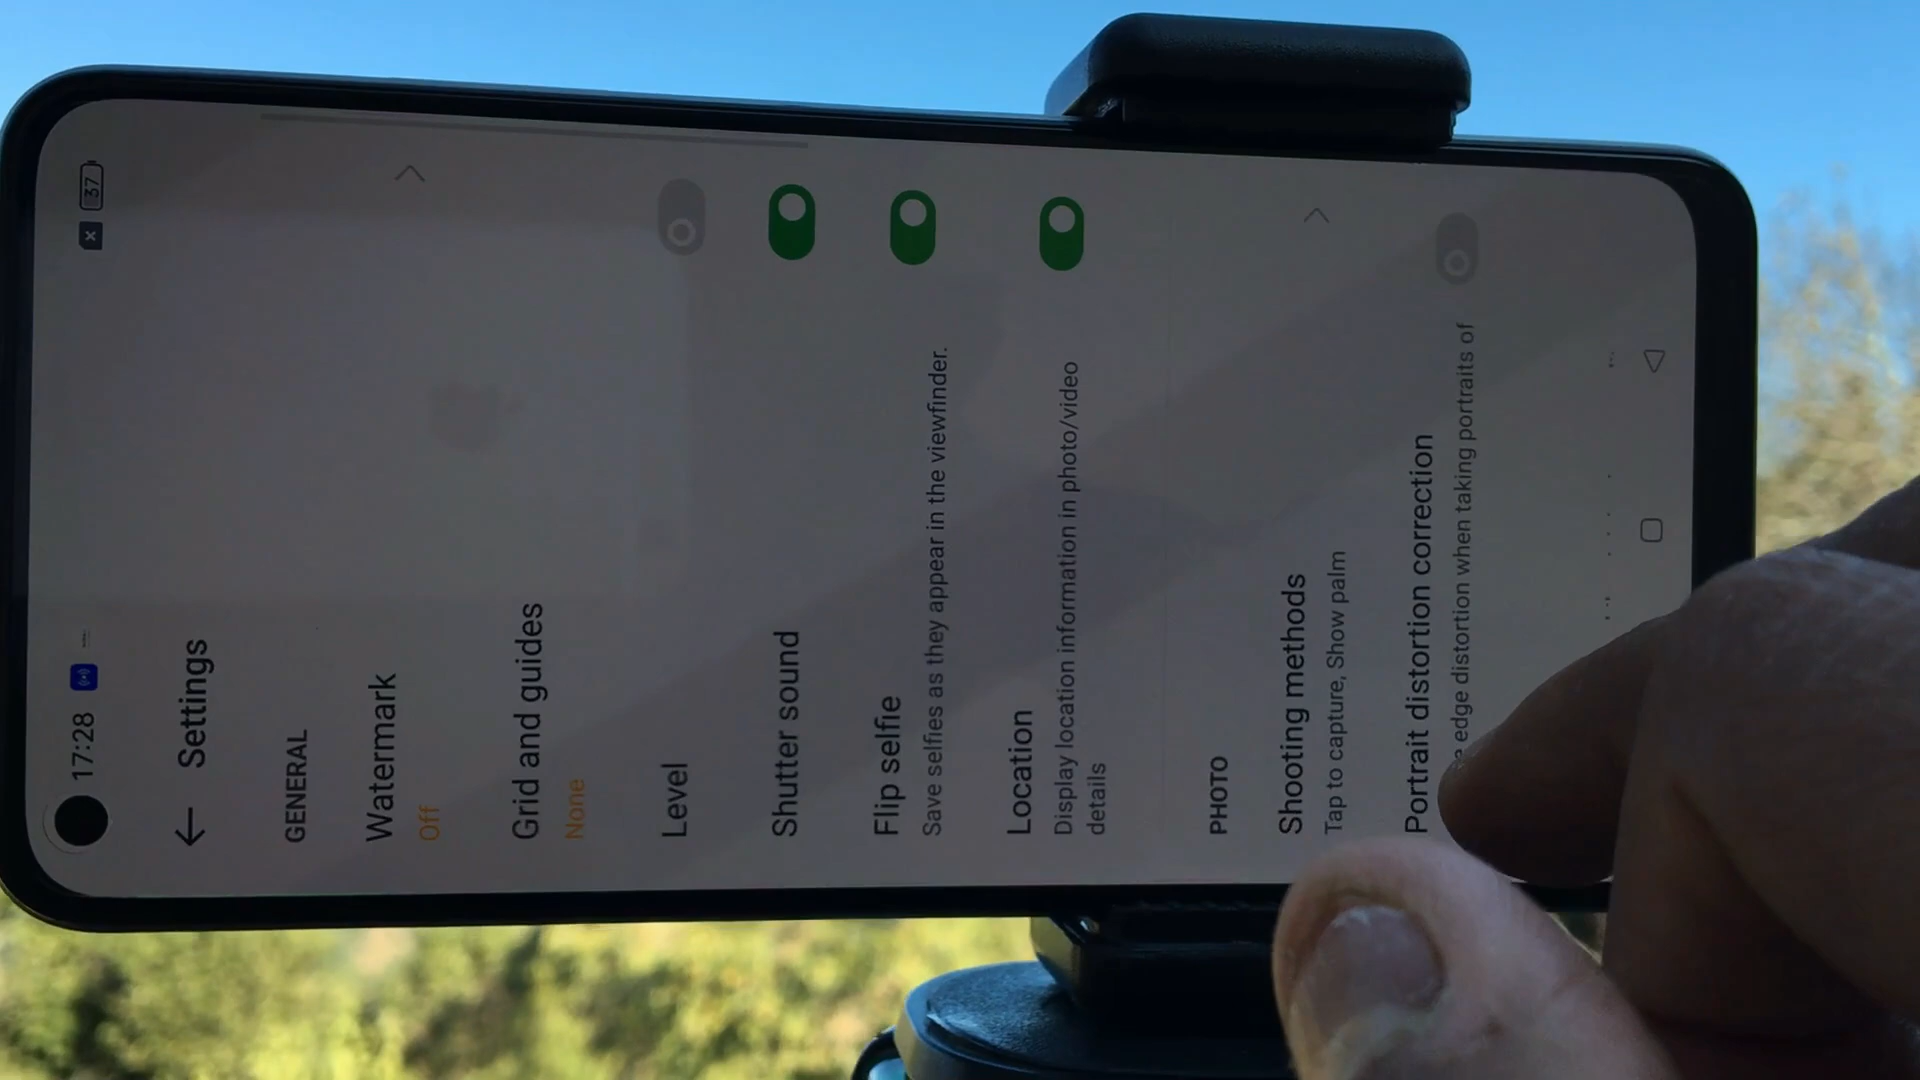 17:28
37
Settings
GENERAL
Watermark
Off
Grid and guides
None
Level
Shutter sound
Flip selfie
Save selfies as they appear in the viewfinder.
Location
Display location information in photo/video
details
PHOTO
Shooting methods
Tap to capture, Show palm
Portrait distortion correction
edge distortion when taking portraits of